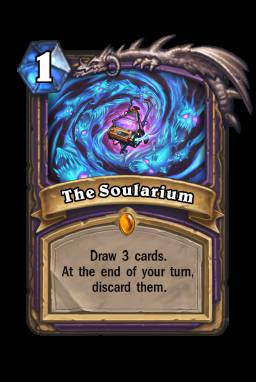 1
The Soularium
Draw 3 cards.
At the end of your turn,
discard them.